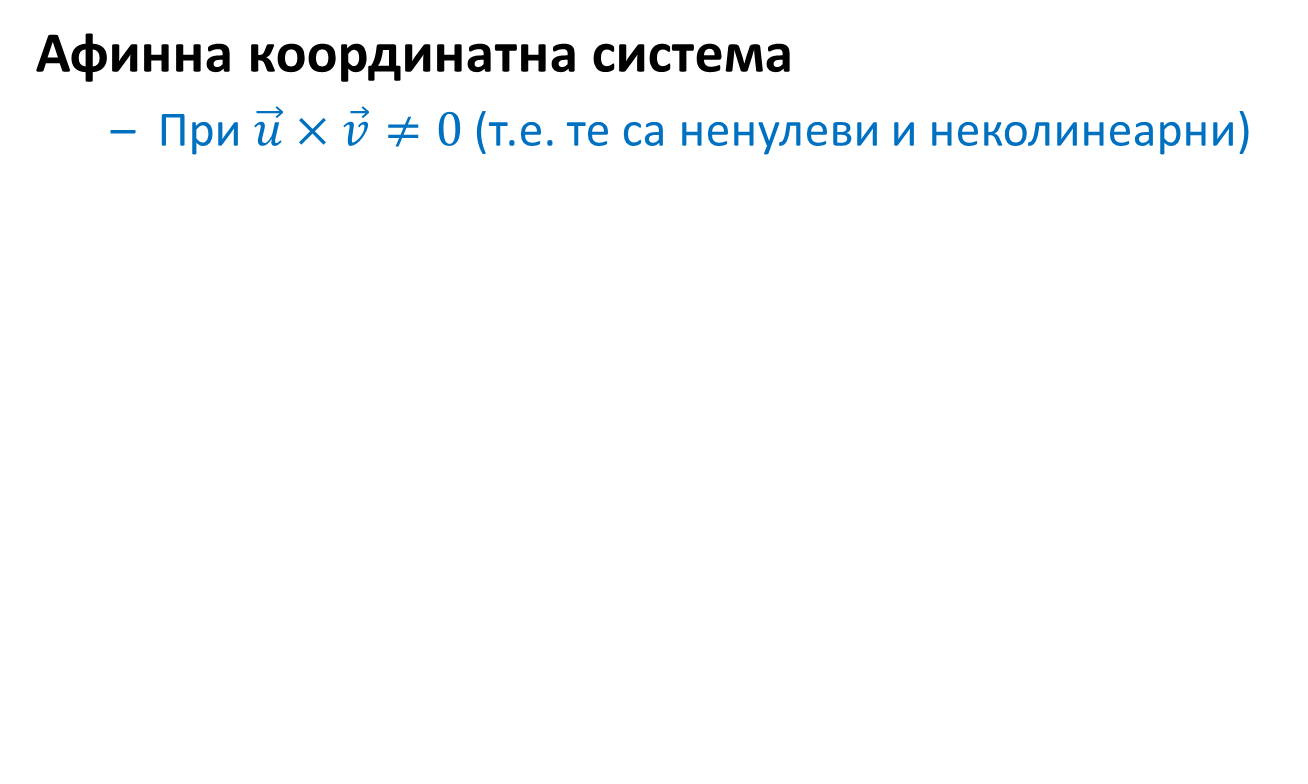 Афинна координатна система
– При u⃗ × v⃗ ≠ 0 (т.е. те са ненулеви и неколинеарни)